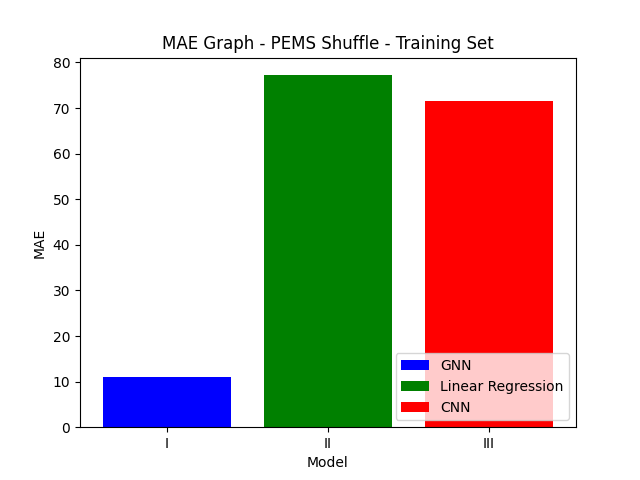 MAE Graph - PEMS Shuffle - Training Set
80
70
60
50
40
30
20
10
0
MAE
GNN
Linear Regression
CNN
I
II
III
Model